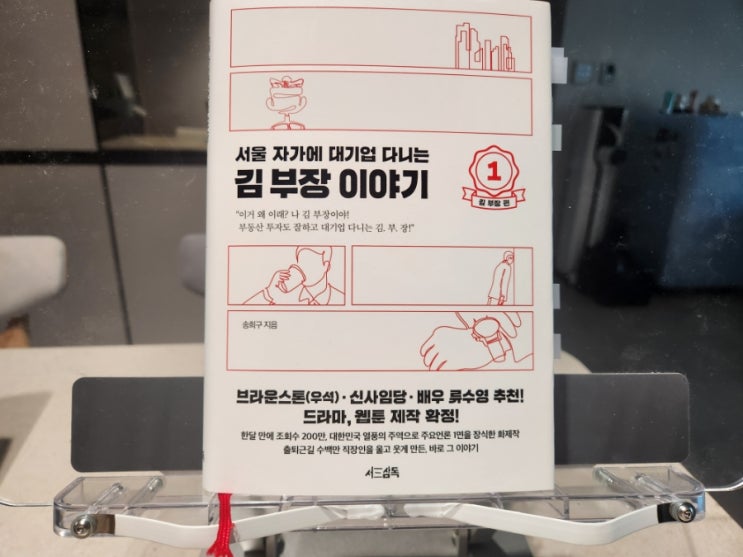 서울 자가에 대기업 다니는
김 부장 이야기
1
김 부장 편
"이거 왜 이래? 나 김 부장이야!
부동산 투자도 잘하고 대기업 다니는 김. 부. 장!"
송희구 지음
브라운스톤(우석)·신사임당·배우 류수영 추천!
드라마, 웹툰 제작 확정!
한달 만에 조회수 200만, 대한민국 열풍의 주역으로 주요언론 1면을 장식한 화제작
출퇴근길 수백만 직장인을 울고 웃게 만든, 바로 그 이야기
서삼독